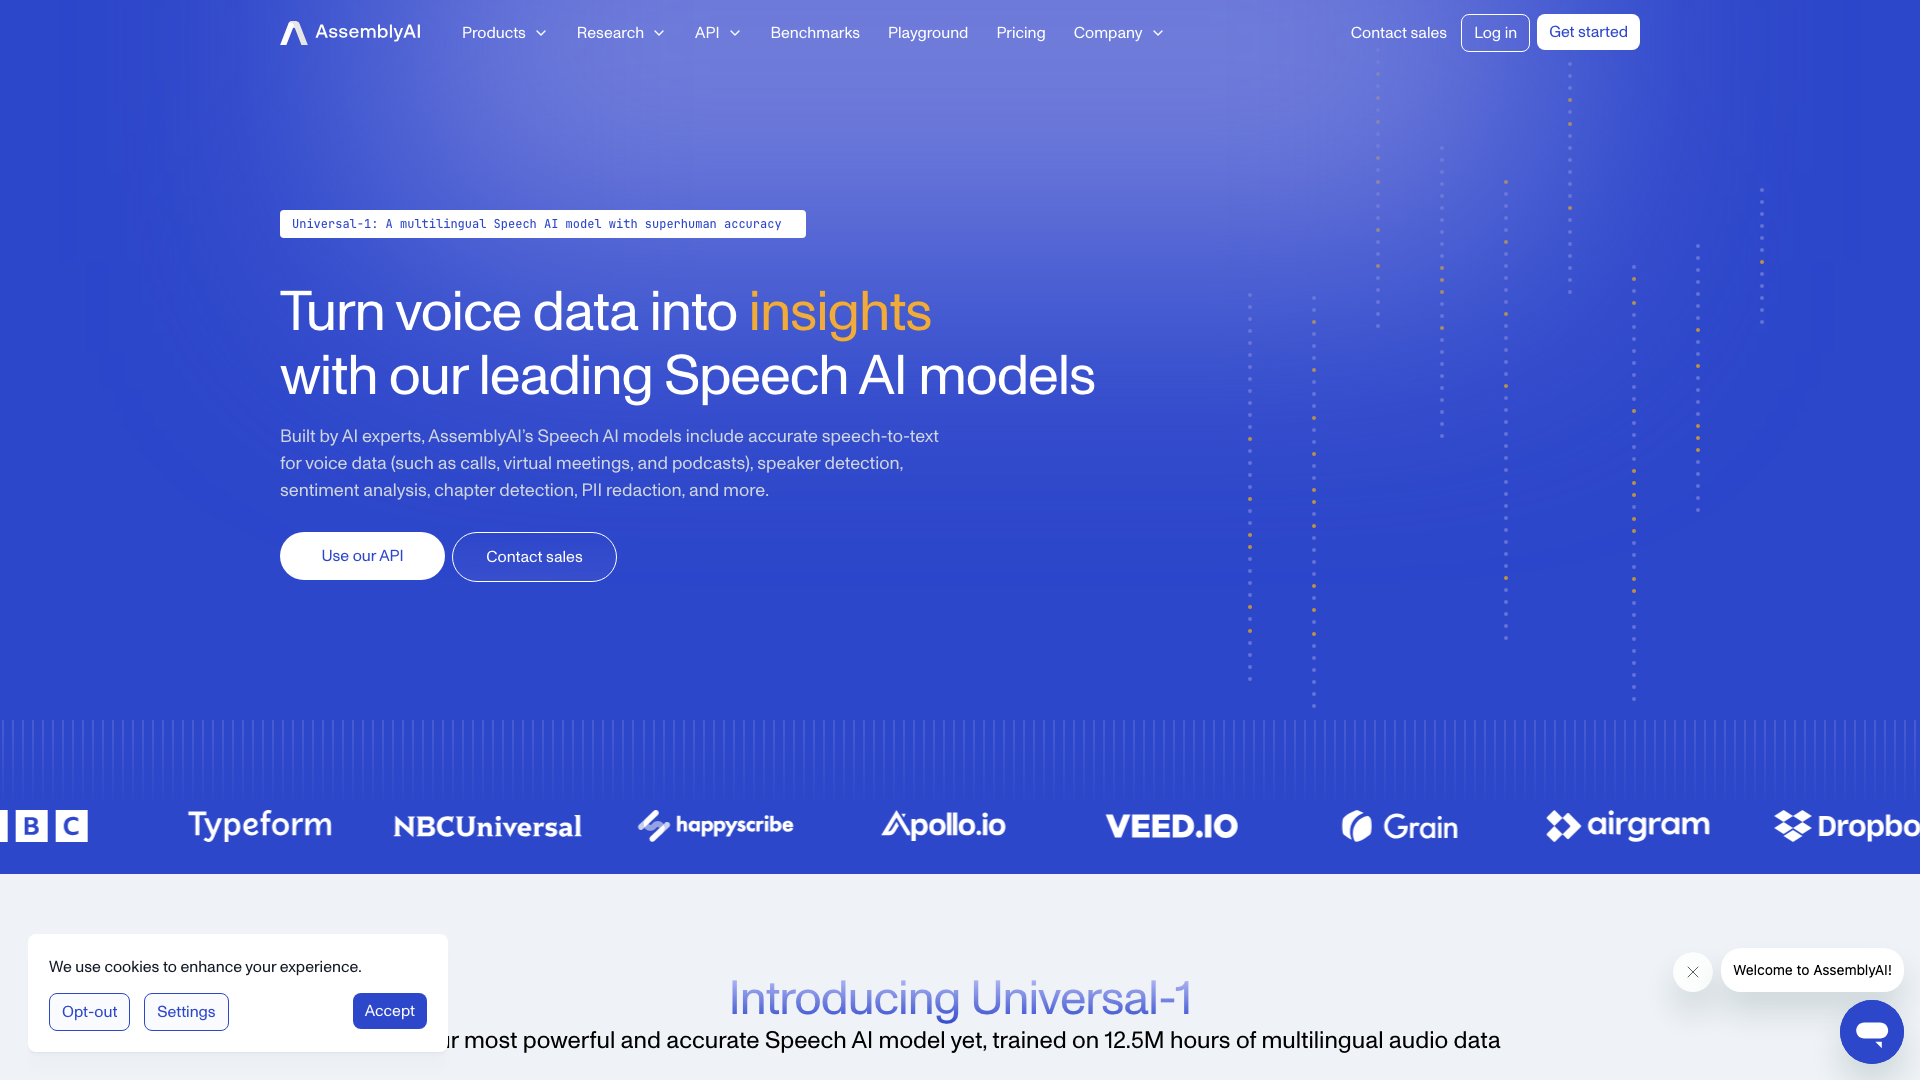 AssemblyAI Products Research API Benchmarks Playground Pricing Company Contact sales Log in Get started
Universal-1: A multilingual Speech AI model with superhuman accuracy
Turn voice data into insights
with our leading Speech AI models
Built by AI experts, AssemblyAI's Speech AI models include accurate speech-to-text
for voice data (such as calls, virtual meetings, and podcasts), speaker detection,
sentiment analysis, chapter detection, PII redaction, and more.
Use our API Contact sales
B C Typeform NBCUniversal happyscribe Apollo.io VEED.IO Grain airgram Dropbo
We use cookies to enhance your experience.
Opt-out Settings Accept
Introducing Universal-1
most powerful and accurate Speech AI model yet, trained on 12.5M hours of multilingual audio data
Welcome to AssemblyAI!